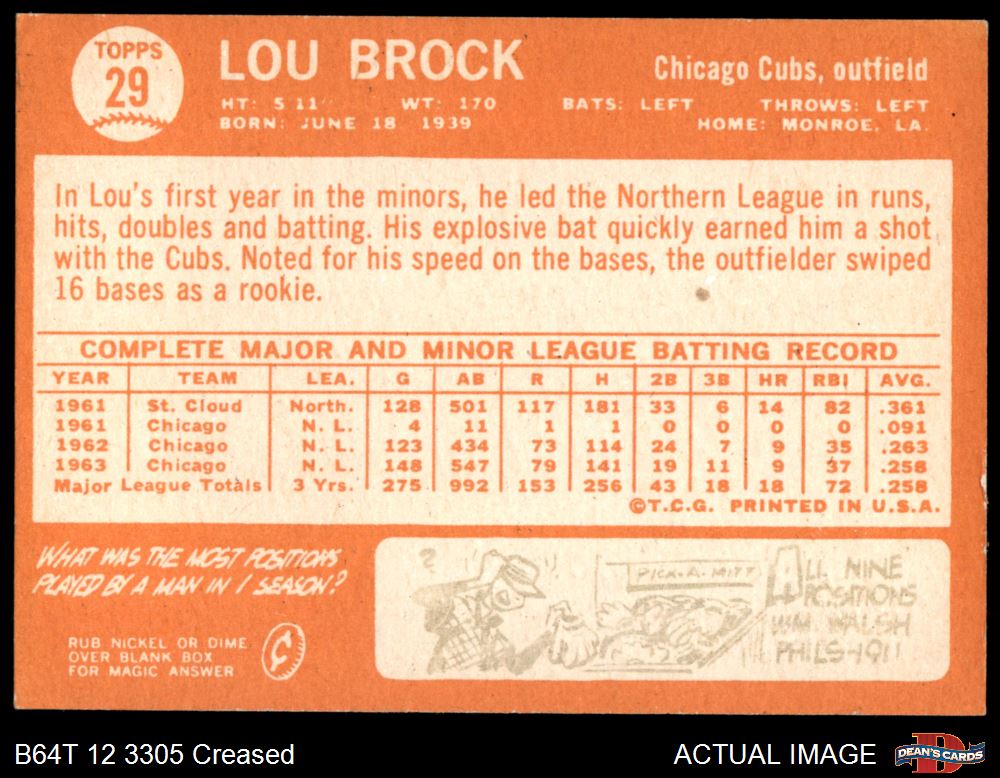 TOPPS
29
LOU BROCK
Chicago Cubs, outfield
HT: 5 11" WT: 170 BATS: LEFT THROWS: LEFT
BORN: JUNE 18 1939 HOME: MONROE, LA.
In Lou's first year in the minors, he led the Northern League in runs,
hits, doubles and batting. His explosive bat quickly earned him a shot
with the Cubs. Noted for his speed on the bases, the outfielder swiped
16 bases as a rookie.
COMPLETE MAJOR AND MINOR LEAGUE BATTING RECORD
YEAR TEAM LEA. G AB R H 2B 3B HR RBI AVG.
1961 St. Cloud North. 128 501 117 181 33 6 14 82 .361
1961 Chicago N. L. 4 11 1 1 0 0 0 0 .091
1962 Chicago N. L. 123 434 73 114 24 7 9 35 .263
1963 Chicago N. L. 148 547 79 141 19 11 9 37 .258
Major League Totals 3 Yrs. 275 992 153 256 43 18 18 72 .258
©T.C.G. PRINTED IN U.S.A.
WHAT WAS THE MOST POSITIONS
PLAYED BY A MAN IN 1 SEASON?
RUB NICKEL OR DIME
OVER BLANK BOX
FOR MAGIC ANSWER
¢
?
PICK-A-MITT
ALL NINE
POSITIONS
WM. WALSH
PHILS-1911
B64T 12 3305 Creased
ACTUAL IMAGE
DEAN'S CARDS